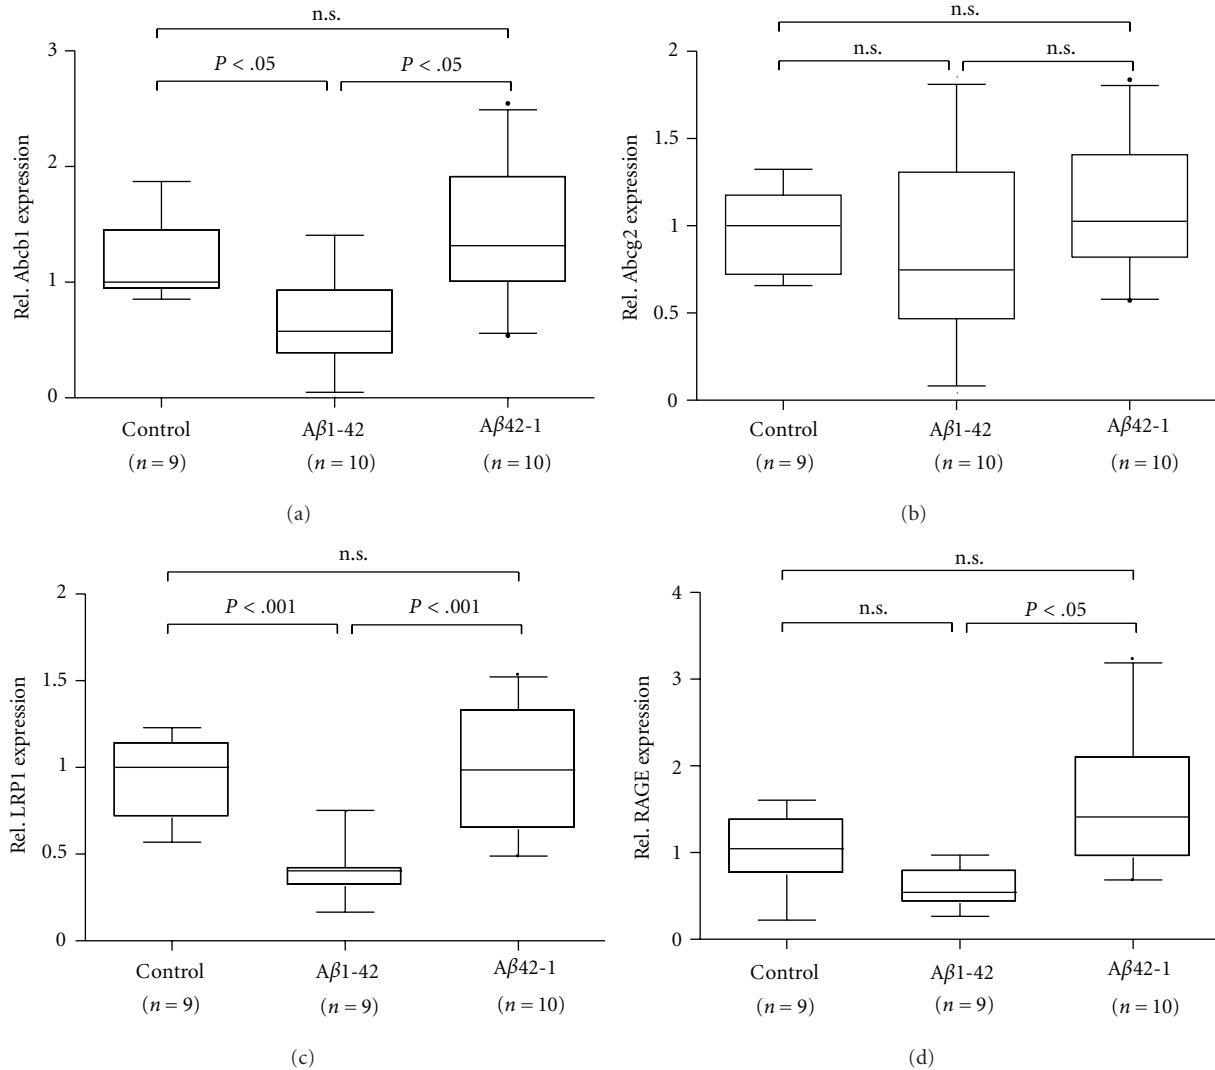 n.s.
P < .05 P < .05
3
2
1
0
Rel. Abcb1 expression
Control Aβ1-42 Aβ42-1
(n = 9) (n = 10) (n = 10)
(a)
n.s.
n.s. n.s.
2
1.5
1
0.5
0
Rel. Abcg2 expression
Control Aβ1-42 Aβ42-1
(n = 9) (n = 10) (n = 10)
(b)
n.s.
P < .001 P < .001
2
1.5
1
0.5
0
Rel. LRP1 expression
Control Aβ1-42 Aβ42-1
(n = 9) (n = 9) (n = 10)
(c)
n.s.
n.s. P < .05
4
3
2
1
0
Rel. RAGE expression
Control Aβ1-42 Aβ42-1
(n = 9) (n = 9) (n = 10)
(d)